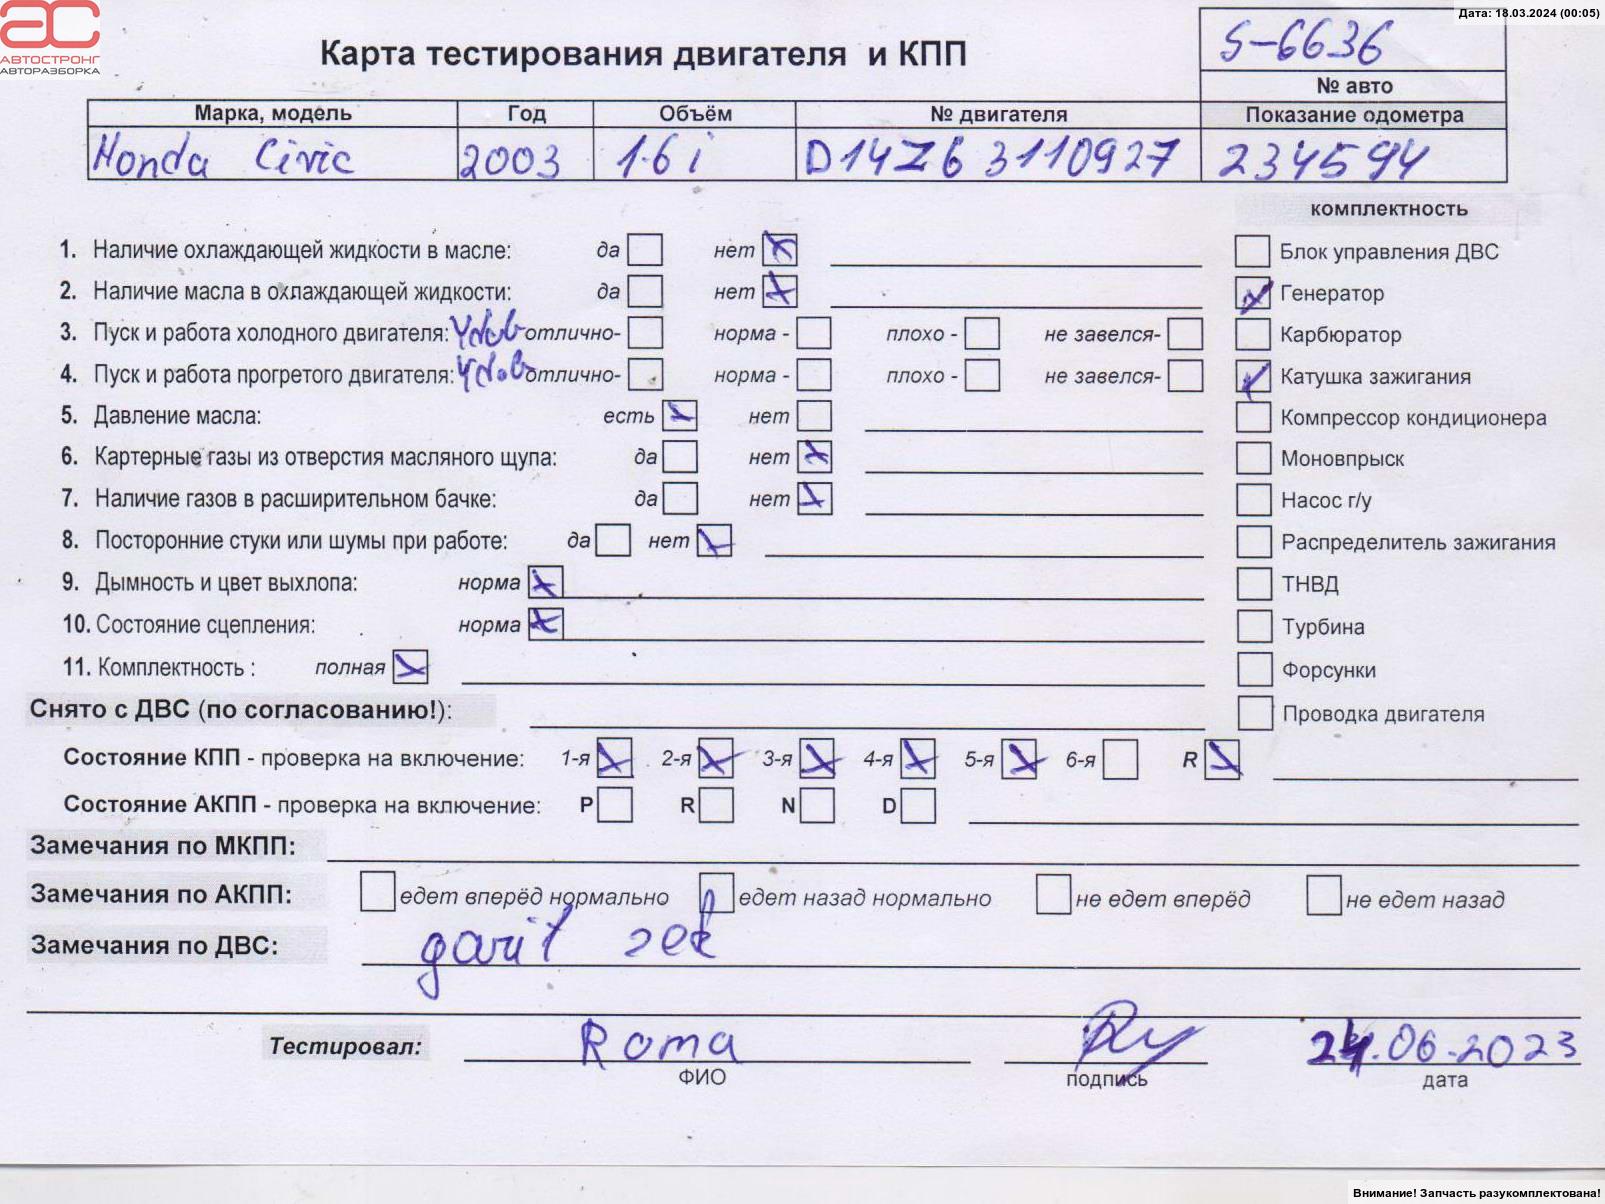 Дата: 18.03.2024 (00:05)
АС
АВТОСТРОНГ
АВТОРАЗБОРКА
Карта тестирования двигателя и КПП
S-6636
№ авто
Марка, модель Год Объём № двигателя Показание одометра
Honda Civic 2003 1.6 i D14Z6 3110927 234594
комплектность
1. Наличие охлаждающей жидкости в масле: да нет Блок управления ДВС
2. Наличие масла в охлаждающей жидкости: да нет Генератор
3. Пуск и работа холодного двигателя: отлично- норма - плохо - не завелся- Карбюратор
4. Пуск и работа прогретого двигателя: отлично- норма - плохо - не завелся- Катушка зажигания
5. Давление масла: есть нет Компрессор кондиционера
6. Картерные газы из отверстия масляного щупа: да нет Моновпрыск
7. Наличие газов в расширительном бачке: да нет Насос г/у
8. Посторонние стуки или шумы при работе: да нет Распределитель зажигания
9. Дымность и цвет выхлопа: норма ТНВД
10. Состояние сцепления: норма Турбина
11. Комплектность : полная Форсунки
Снято с ДВС (по согласованию!): Проводка двигателя
Состояние КПП - проверка на включение: 1-я 2-я 3-я 4-я 5-я 6-я R
Состояние АКПП - проверка на включение: P R N D
Замечания по МКПП:
Замечания по АКПП: едет вперёд нормально едет назад нормально не едет вперёд не едет назад
Замечания по ДВС:
Тестировал: Roma 24.06.2023
ФИО подпись дата
Внимание! Запчасть разукомплектована!